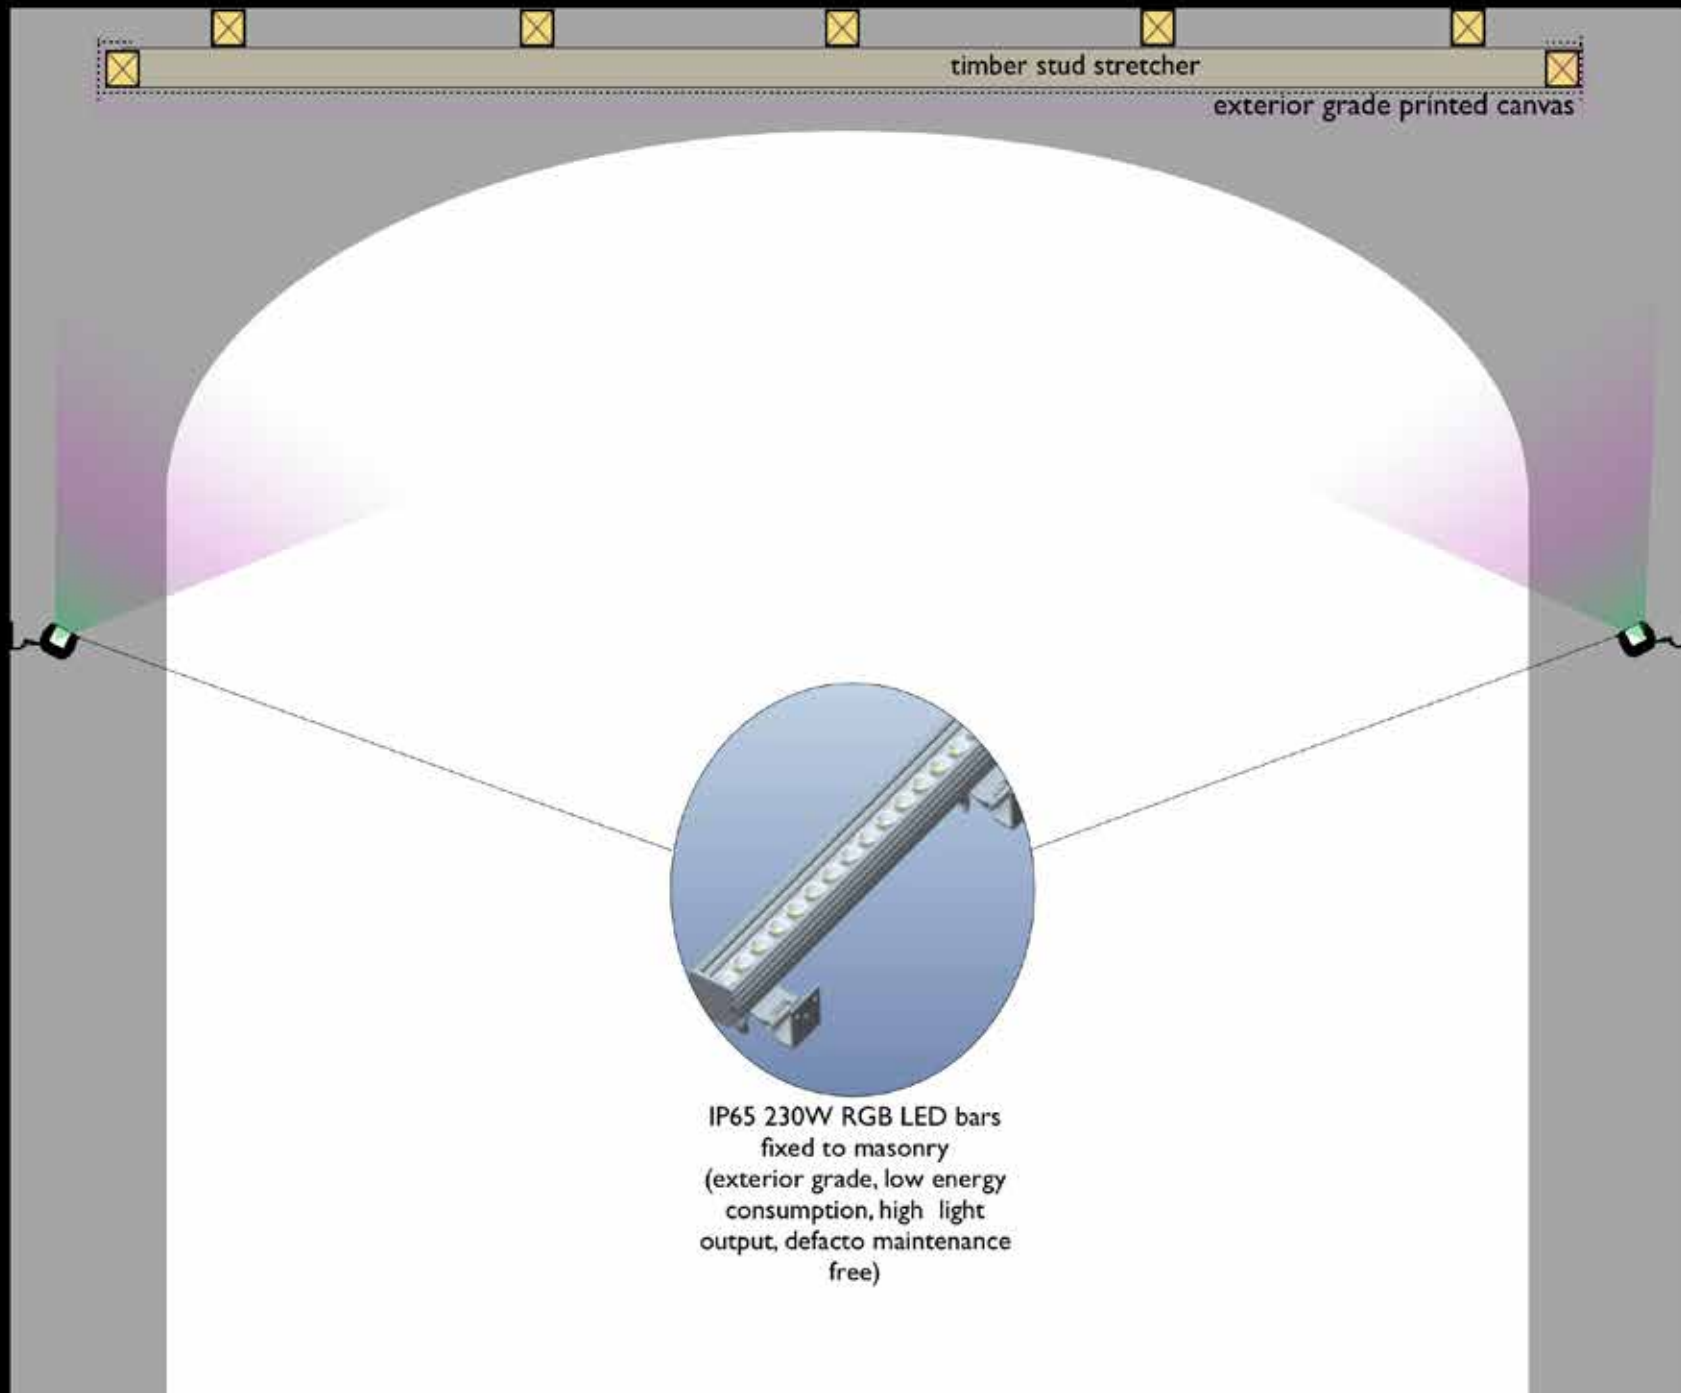 timber stud stretcher
exterior grade printed canvas
IP65 230W RGB LED bars
fixed to masonry
(exterior grade, low energy
consumption, high light
output, defacto maintenance
free)